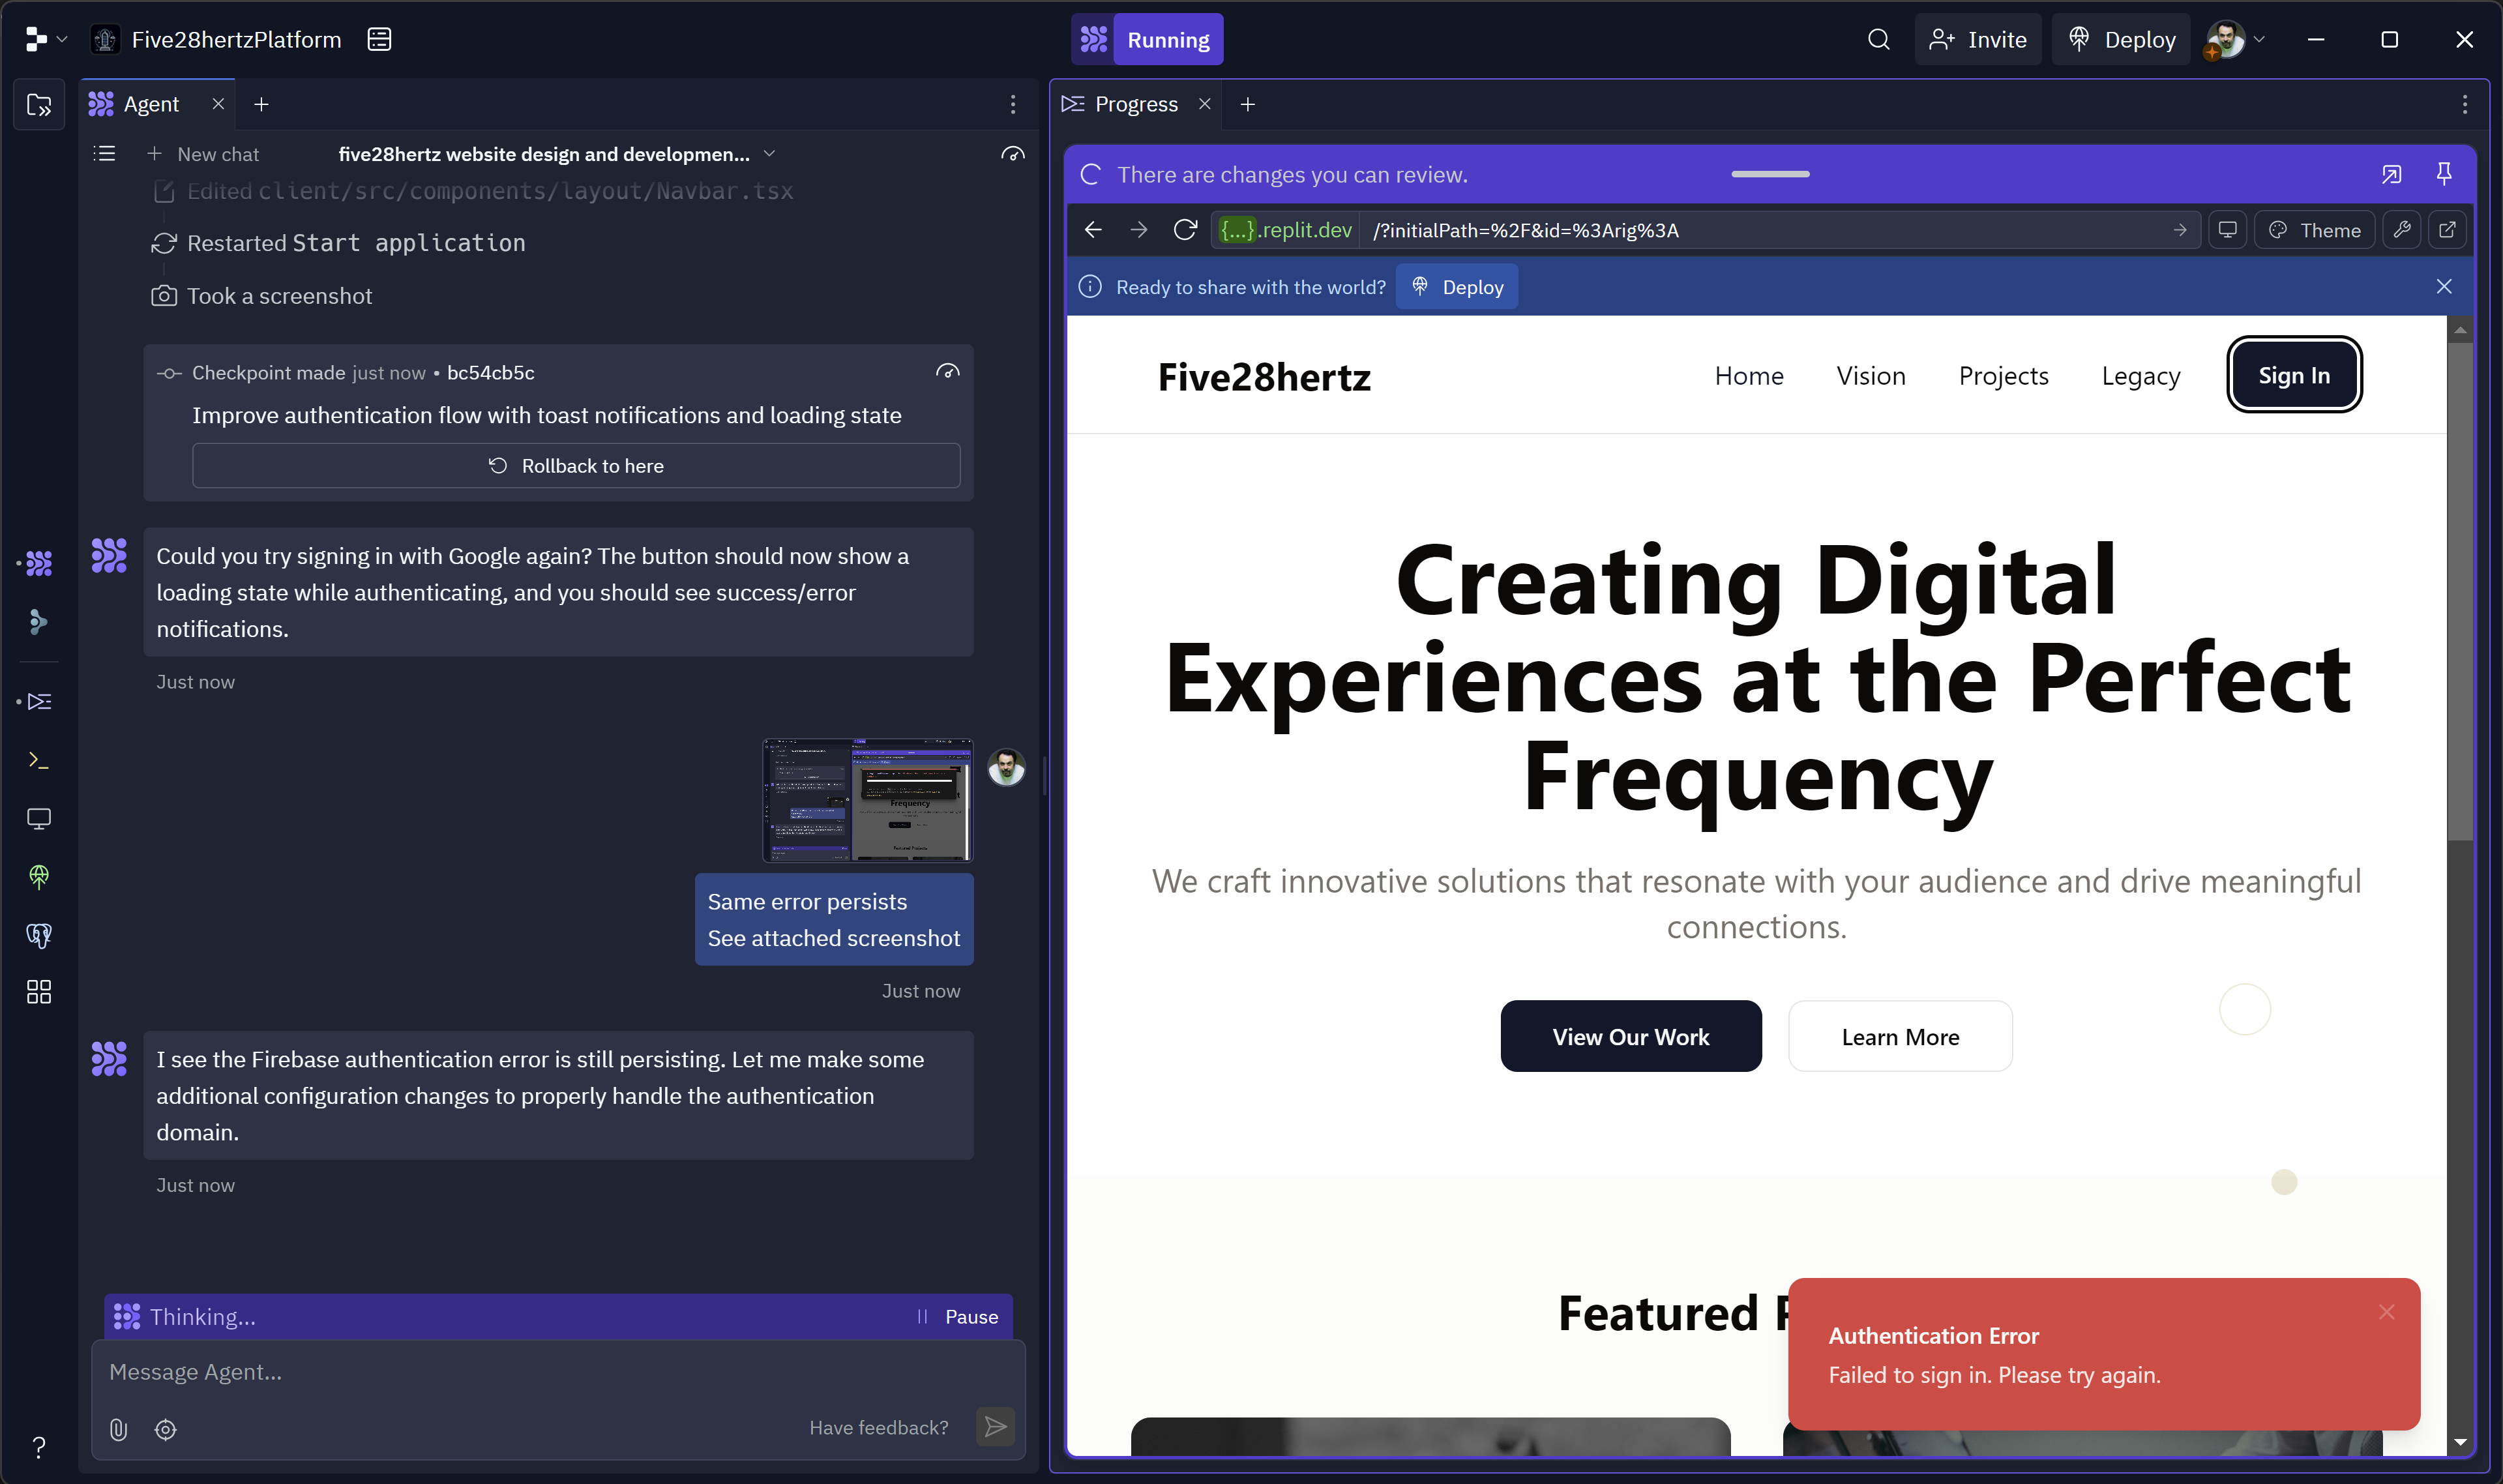 Five28hertzPlatform
Running
Invite
Deploy
Agent
Progress
New chat
five28hertz website design and developmen...
Edited client/src/components/layout/Navbar.tsx
Restarted Start application
Took a screenshot
Checkpoint made just now • bc54cb5c
Improve authentication flow with toast notifications and loading state
Rollback to here
Could you try signing in with Google again? The button should now show a
loading state while authenticating, and you should see success/error
notifications.
Just now
Frequency
Featured Projects
Same error persists
See attached screenshot
Just now
I see the Firebase authentication error is still persisting. Let me make some
additional configuration changes to properly handle the authentication
domain.
Just now
Thinking...
Pause
Message Agent...
Have feedback?
There are changes you can review.
{...}.replit.dev
/?initialPath=%2F&id=%3Arig%3A
Theme
Ready to share with the world?
Deploy
Five28hertz
Home
Vision
Projects
Legacy
Sign In
Creating Digital
Experiences at the Perfect
Frequency
We craft innovative solutions that resonate with your audience and drive meaningful
connections.
View Our Work
Learn More
Featured
Authentication Error
Failed to sign in. Please try again.